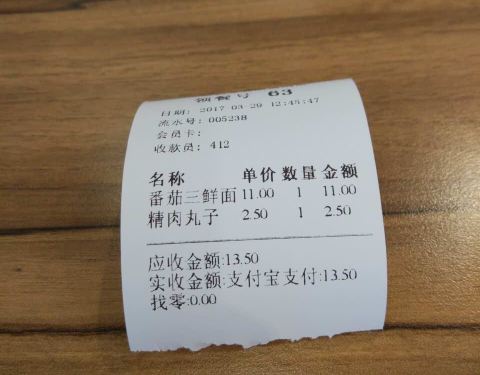 领餐号 63
日期: 2017-03-29 12:45:47
流水号: 005238
会员卡:
收款员: 412
名称 单价 数量 金额
番茄三鲜面 11.00 1 11.00
精肉丸子 2.50 1 2.50
应收金额:13.50
实收金额:支付宝支付:13.50
找零:0.00